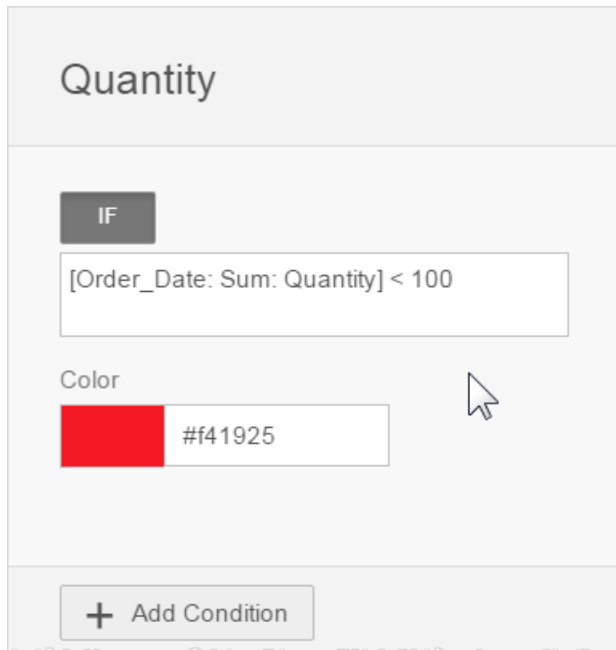 Quantity
IF
[Order_Date: Sum: Quantity] < 100
Color
#f41925
+ Add Condition